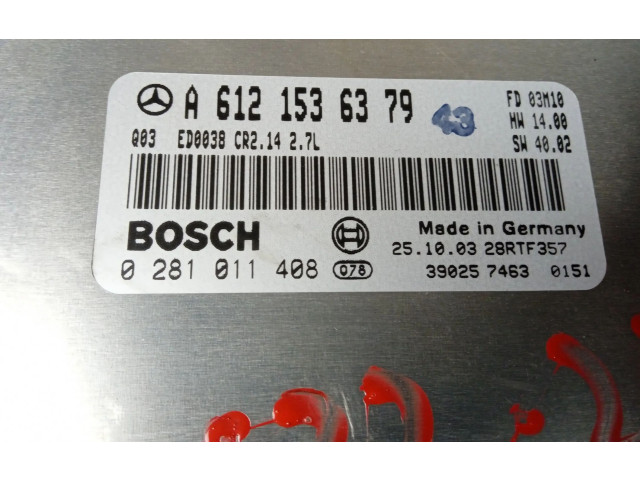 A 612 153 63 79 43
FD 03M10
HW 14.00
Q03 ED003B CR2.14 2.7L
SW 40.02
BOSCH
Made in Germany
25.10.03 28RTF357
0 281 011 408 Q78
39025 7463 0151